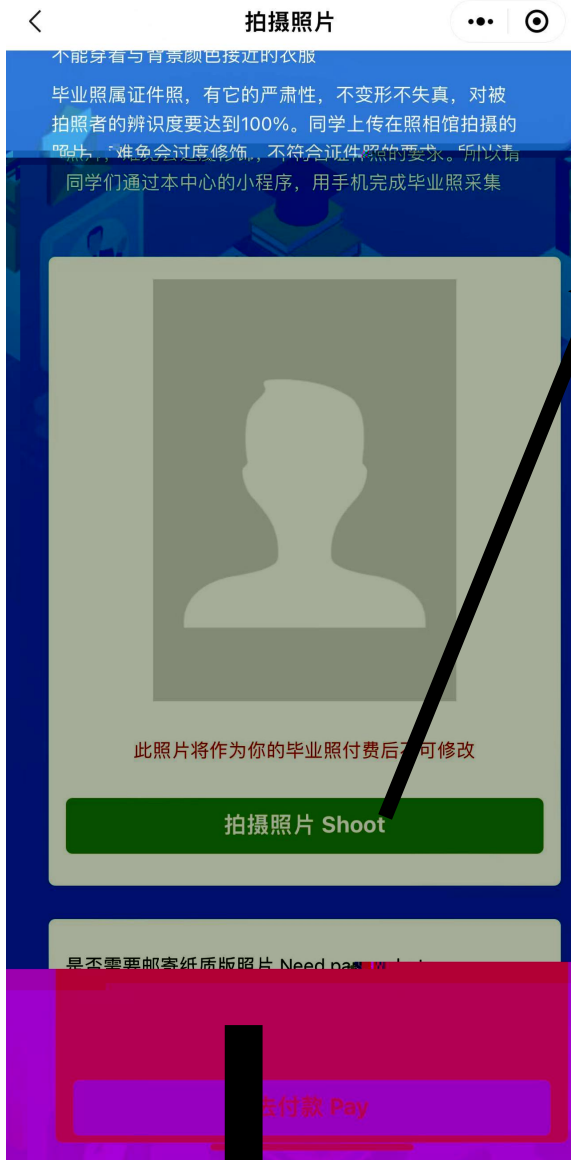 拍摄照片
不能穿着与背景颜色接近的衣服
毕业照属证件照，有它的严肃性，不变形不失真，对被
拍照者的辨识度要达到100%。同学上传在照相馆拍摄的
照片，难免会过度修饰，不符合证件照的要求。所以请
同学们通过本中心的小程序，用手机完成毕业照采集
此照片将作为你的毕业照付费后不可修改
拍摄照片 Shoot
是否需要邮寄纸质版照片 Need
付款 Pay